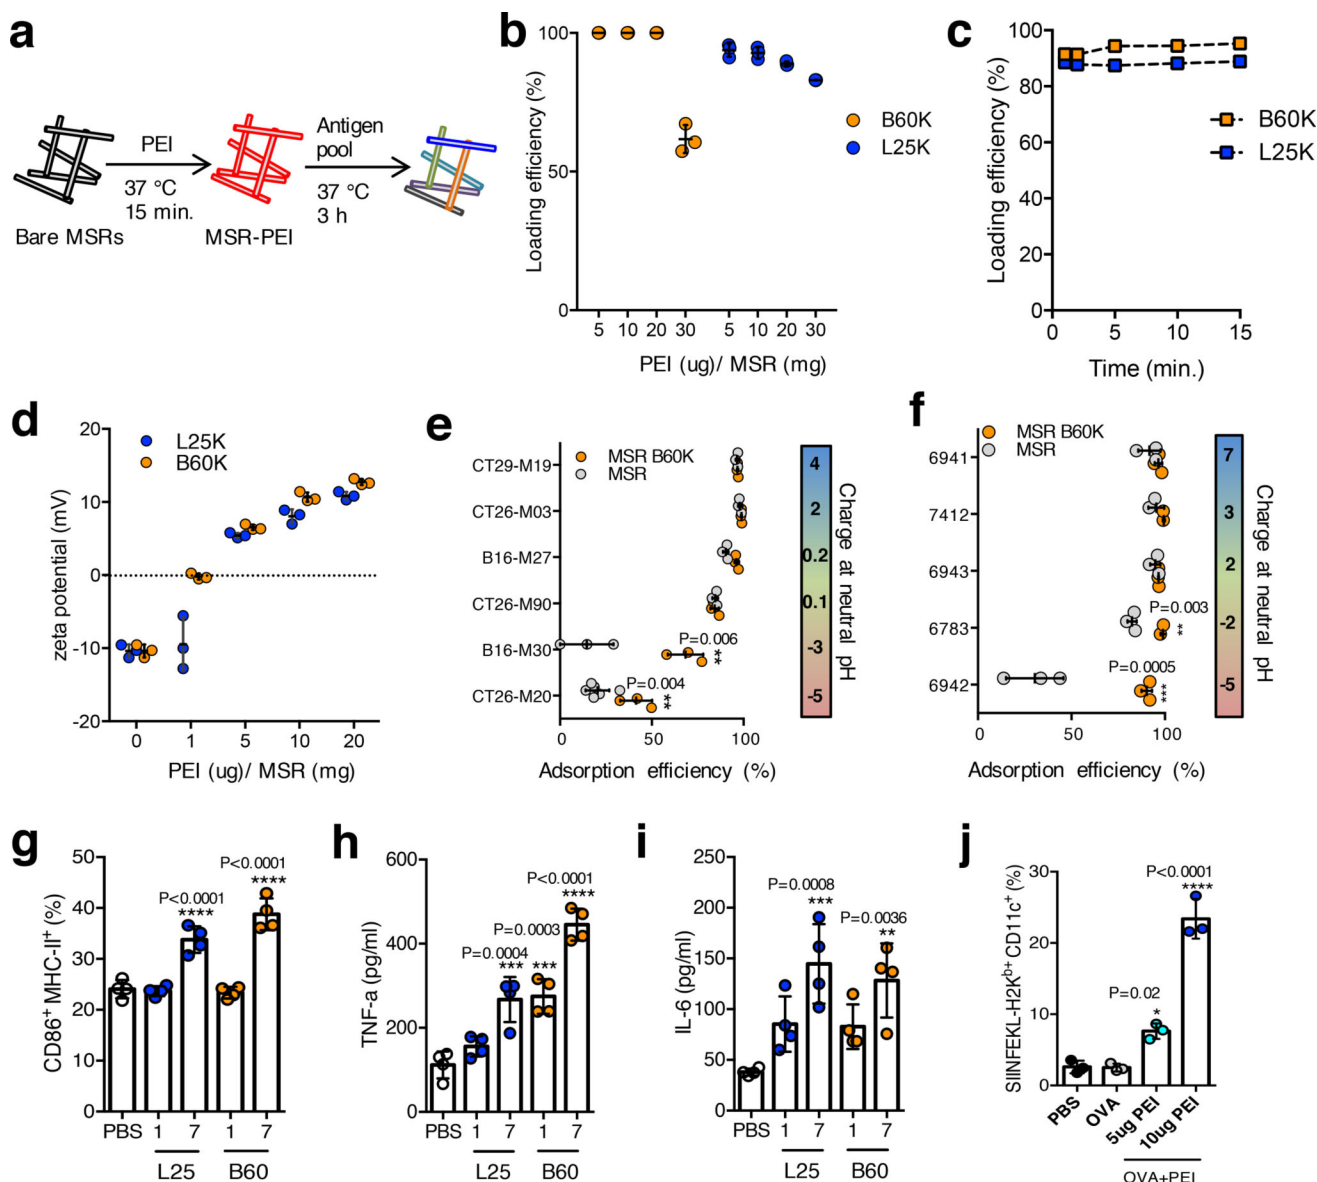 a
PEI
37 °C
15 min.
Antigen
pool
37 °C
3 h
Bare MSRs
MSR-PEI
b
Loading efficiency (%)
100
50
0
5 10 20 30 5 10 20 30
PEI (ug)/ MSR (mg)
B60K
L25K
c
Loading efficiency (%)
100
80
60
40
20
0
0 5 10 15
Time (min.)
B60K
L25K
d
zeta potential (mV)
20
10
0
-10
-20
L25K
B60K
0 1 5 10 20
PEI (ug)/ MSR (mg)
e
MSR B60K
MSR
CT29-M19
CT26-M03
B16-M27
CT26-M90
B16-M30
CT26-M20
P=0.006
**
P=0.004
**
0 50 100
Adsorption efficiency (%)
4
2
0.2
0.1
-3
-5
Charge at neutral pH
f
MSR B60K
MSR
6941
7412
6943
6783
6942
P=0.003
**
P=0.0005
***
0 50 100
Adsorption efficiency (%)
7
3
2
-2
-5
Charge at neutral pH
g
CD86+ MHC-II+ (%)
50
40
30
20
10
0
P<0.0001
****
P<0.0001
****
PBS 1 7 1 7
L25 B60
h
TNF-a (pg/ml)
600
400
200
0
P=0.0004
***
P=0.0003
***
P<0.0001
****
PBS 1 7 1 7
L25 B60
i
IL-6 (pg/ml)
250
200
150
100
50
0
P=0.0008
***
P=0.0036
**
PBS 1 7 1 7
L25 B60
j
SIINFEKL-H2Kb+ CD11c+ (%)
30
20
10
0
P=0.02
*
P<0.0001
****
PBS
OVA
5ug PEI
10ug PEI
OVA+PEI